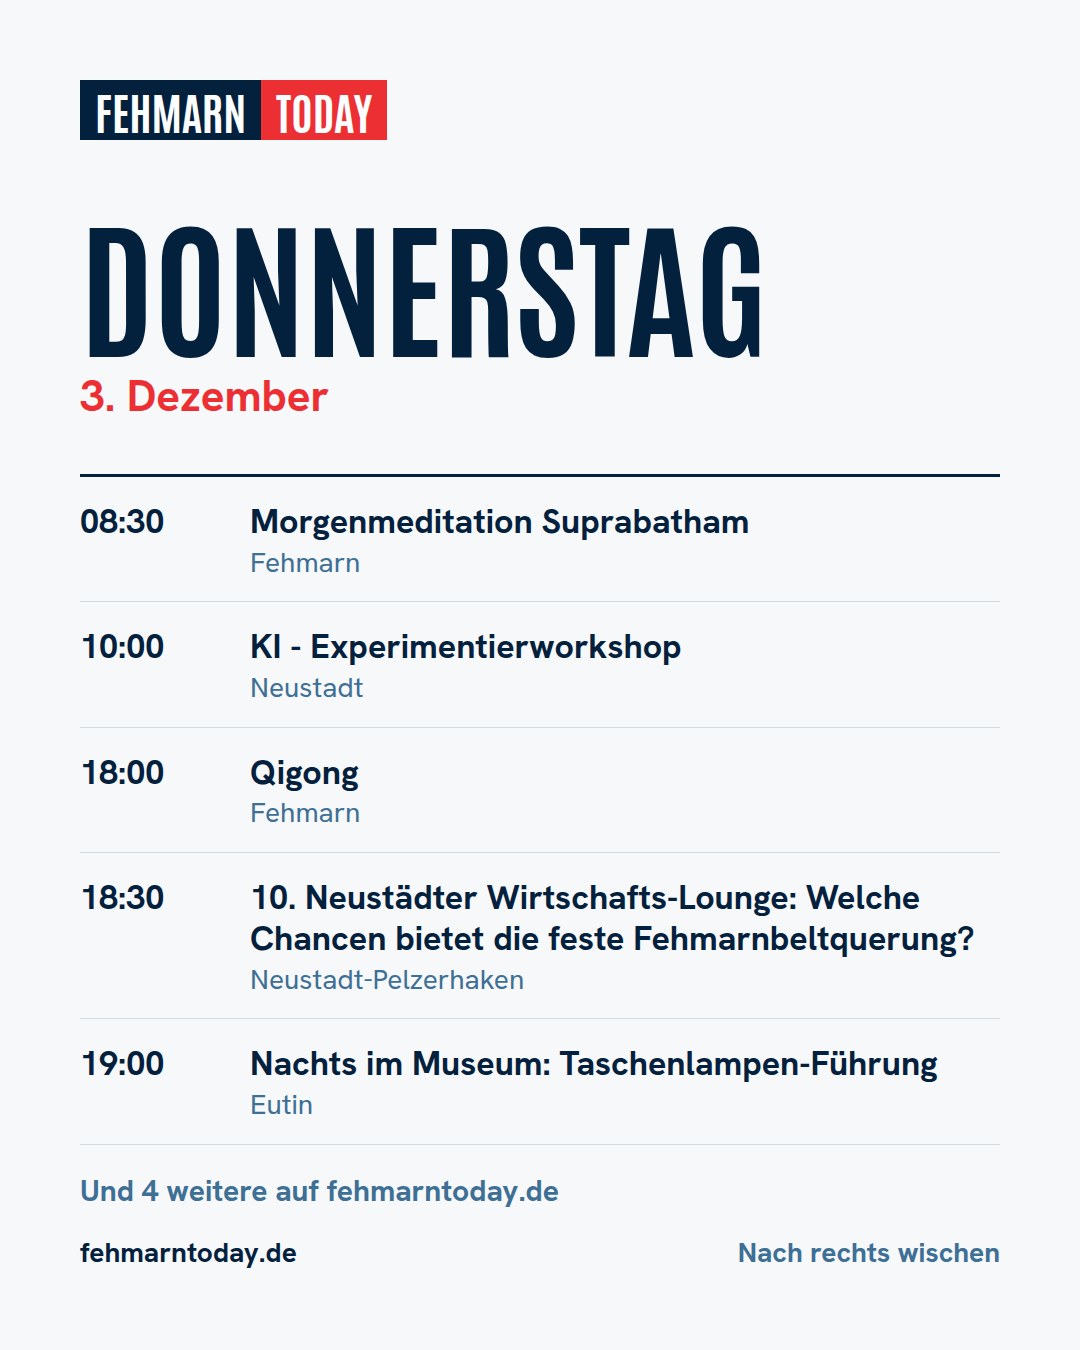 FEHMARN TODAY
DONNERSTAG
3. Dezember
08:30 Morgenmeditation Suprabatham
Fehmarn
10:00 KI - Experimentierworkshop
Neustadt
18:00 Qigong
Fehmarn
18:30 10. Neustädter Wirtschafts-Lounge: Welche
Chancen bietet die feste Fehmarnbeltquerung?
Neustadt-Pelzerhaken
19:00 Nachts im Museum: Taschenlampen-Führung
Eutin
Und 4 weitere auf fehmarntoday.de
fehmarntoday.de Nach rechts wischen